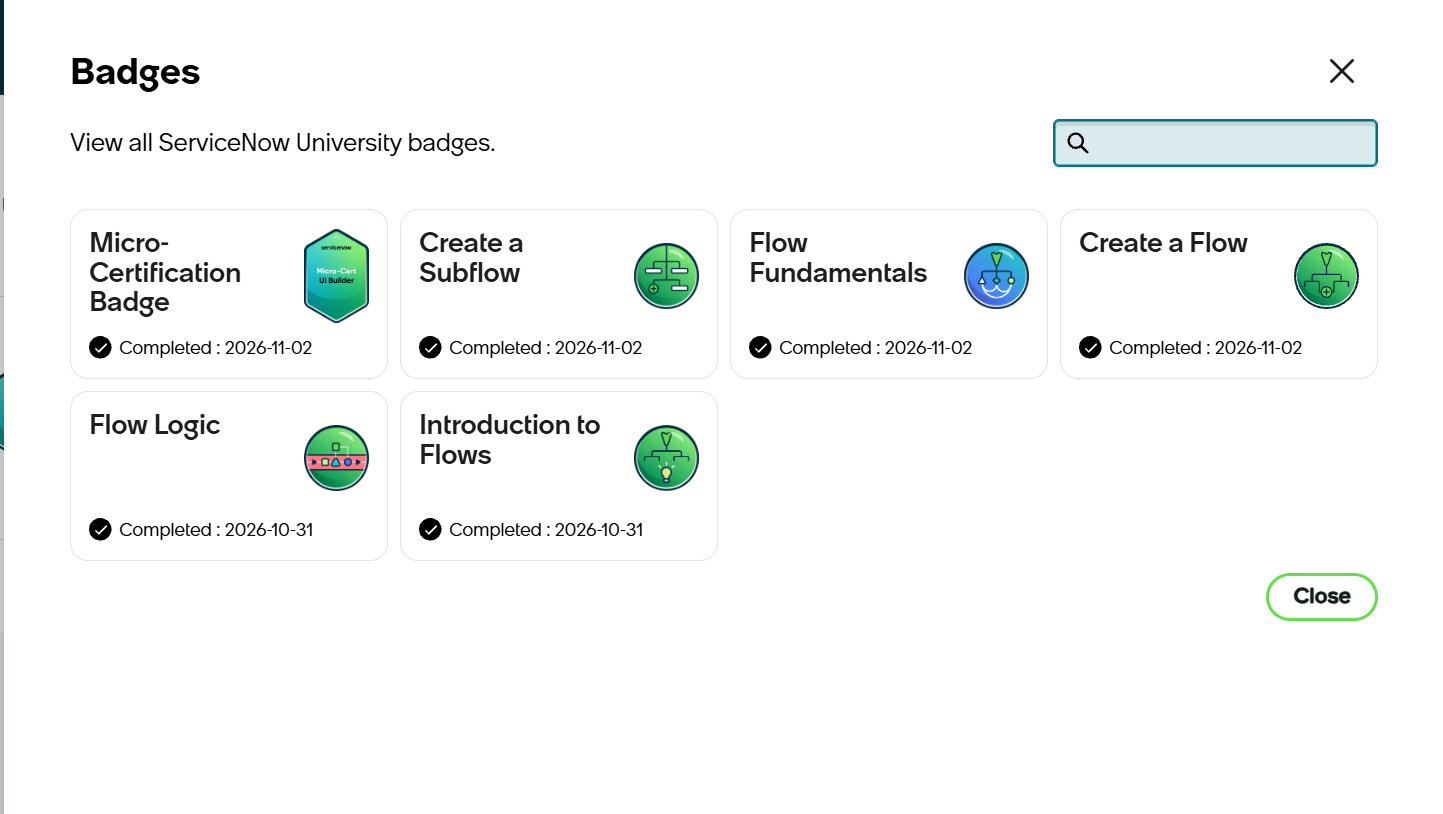 Badges
View all ServiceNow University badges.
Micro-
Certification
Badge
servicenow
Micro-Cert
UI Builder
Completed : 2026-11-02
Create a
Subflow
Completed : 2026-11-02
Flow
Fundamentals
Completed : 2026-11-02
Create a Flow
Completed : 2026-11-02
Flow Logic
Completed : 2026-10-31
Introduction to
Flows
Completed : 2026-10-31
Close